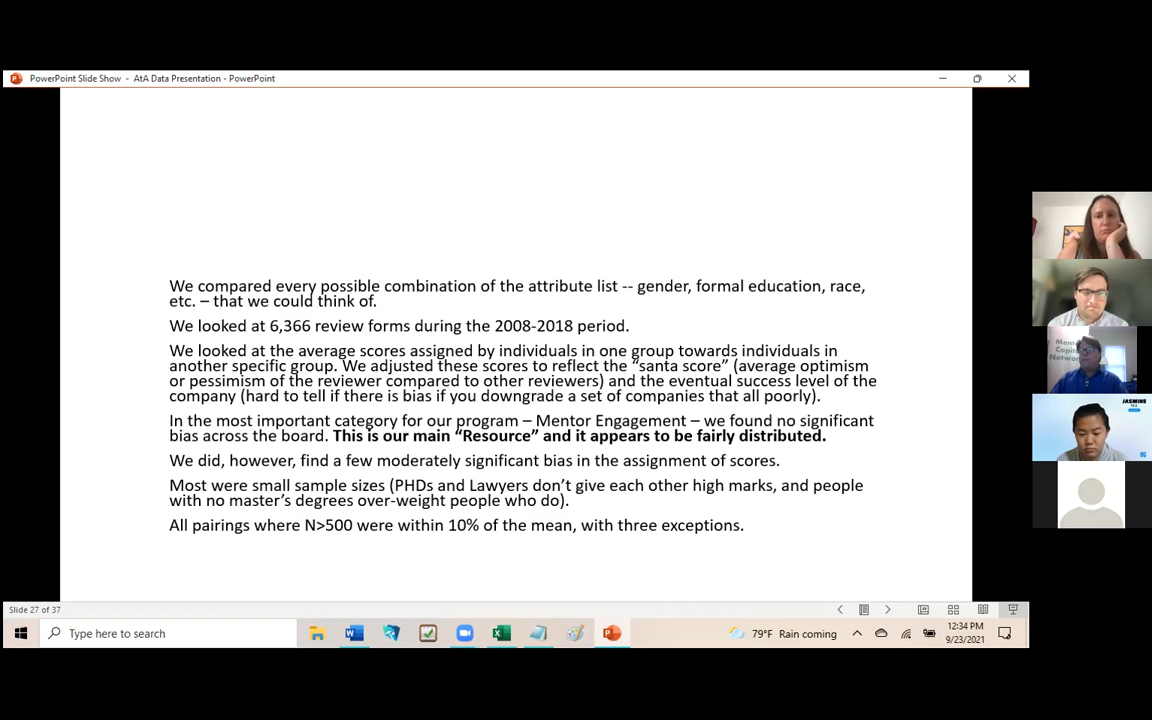 PowerPoint Slide Show - AtA Data Presentation - PowerPoint
We compared every possible combination of the attribute list -- gender, formal education, race,
etc. – that we could think of.
We looked at 6,366 review forms during the 2008-2018 period.
We looked at the average scores assigned by individuals in one group towards individuals in
another specific group. We adjusted these scores to reflect the “santa score” (average optimism
or pessimism of the reviewer compared to other reviewers) and the eventual success level of the
company (hard to tell if there is bias if you downgrade a set of companies that all poorly).
In the most important category for our program – Mentor Engagement – we found no significant
bias across the board. This is our main “Resource” and it appears to be fairly distributed.
We did, however, find a few moderately significant bias in the assignment of scores.
Most were small sample sizes (PHDs and Lawyers don’t give each other high marks, and people
with no master’s degrees over-weight people who do).
All pairings where N>500 were within 10% of the mean, with three exceptions.
JASMINE
Slide 27 of 37
Type here to search
79°F Rain coming
12:34 PM
9/23/2021